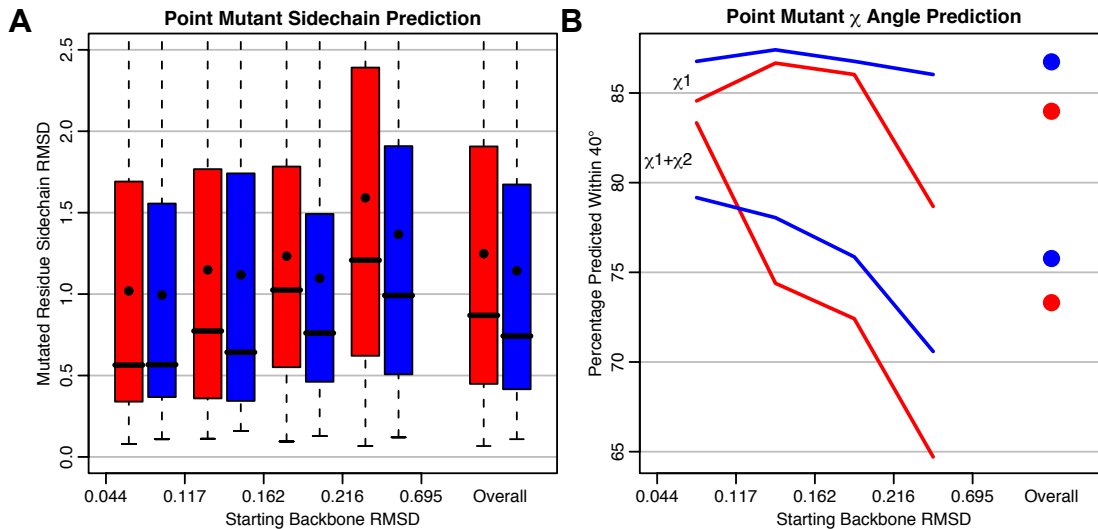 A
Point Mutant Sidechain Prediction
Mutated Residue Sidechain RMSD
2.5
2.0
1.5
1.0
0.5
0.0
0.044 0.117 0.162 0.216 0.695 Overall
Starting Backbone RMSD
B
Point Mutant χ Angle Prediction
Percentage Predicted Within 40°
85
80
75
70
65
χ1
χ1+χ2
0.044 0.117 0.162 0.216 0.695 Overall
Starting Backbone RMSD